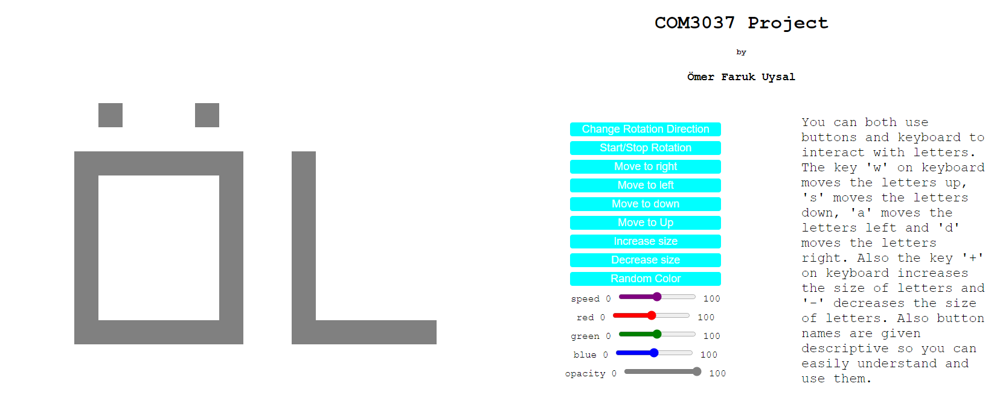 ÖL
COM3037 Project
by
Ömer Faruk Uysal
Change Rotation Direction
Start/Stop Rotation
Move to right
Move to left
Move to down
Move to Up
Increase size
Decrease size
Random Color
speed 0 100
red 0 100
green 0 100
blue 0 100
opacity 0 100
You can both use
buttons and keyboard to
interact with letters.
The key 'w' on keyboard
moves the letters up,
's' moves the letters
down, 'a' moves the
letters left and 'd'
moves the letters
right. Also the key '+'
on keyboard increases
the size of letters and
'-' decreases the size
of letters. Also button
names are given
descriptive so you can
easily understand and
use them.